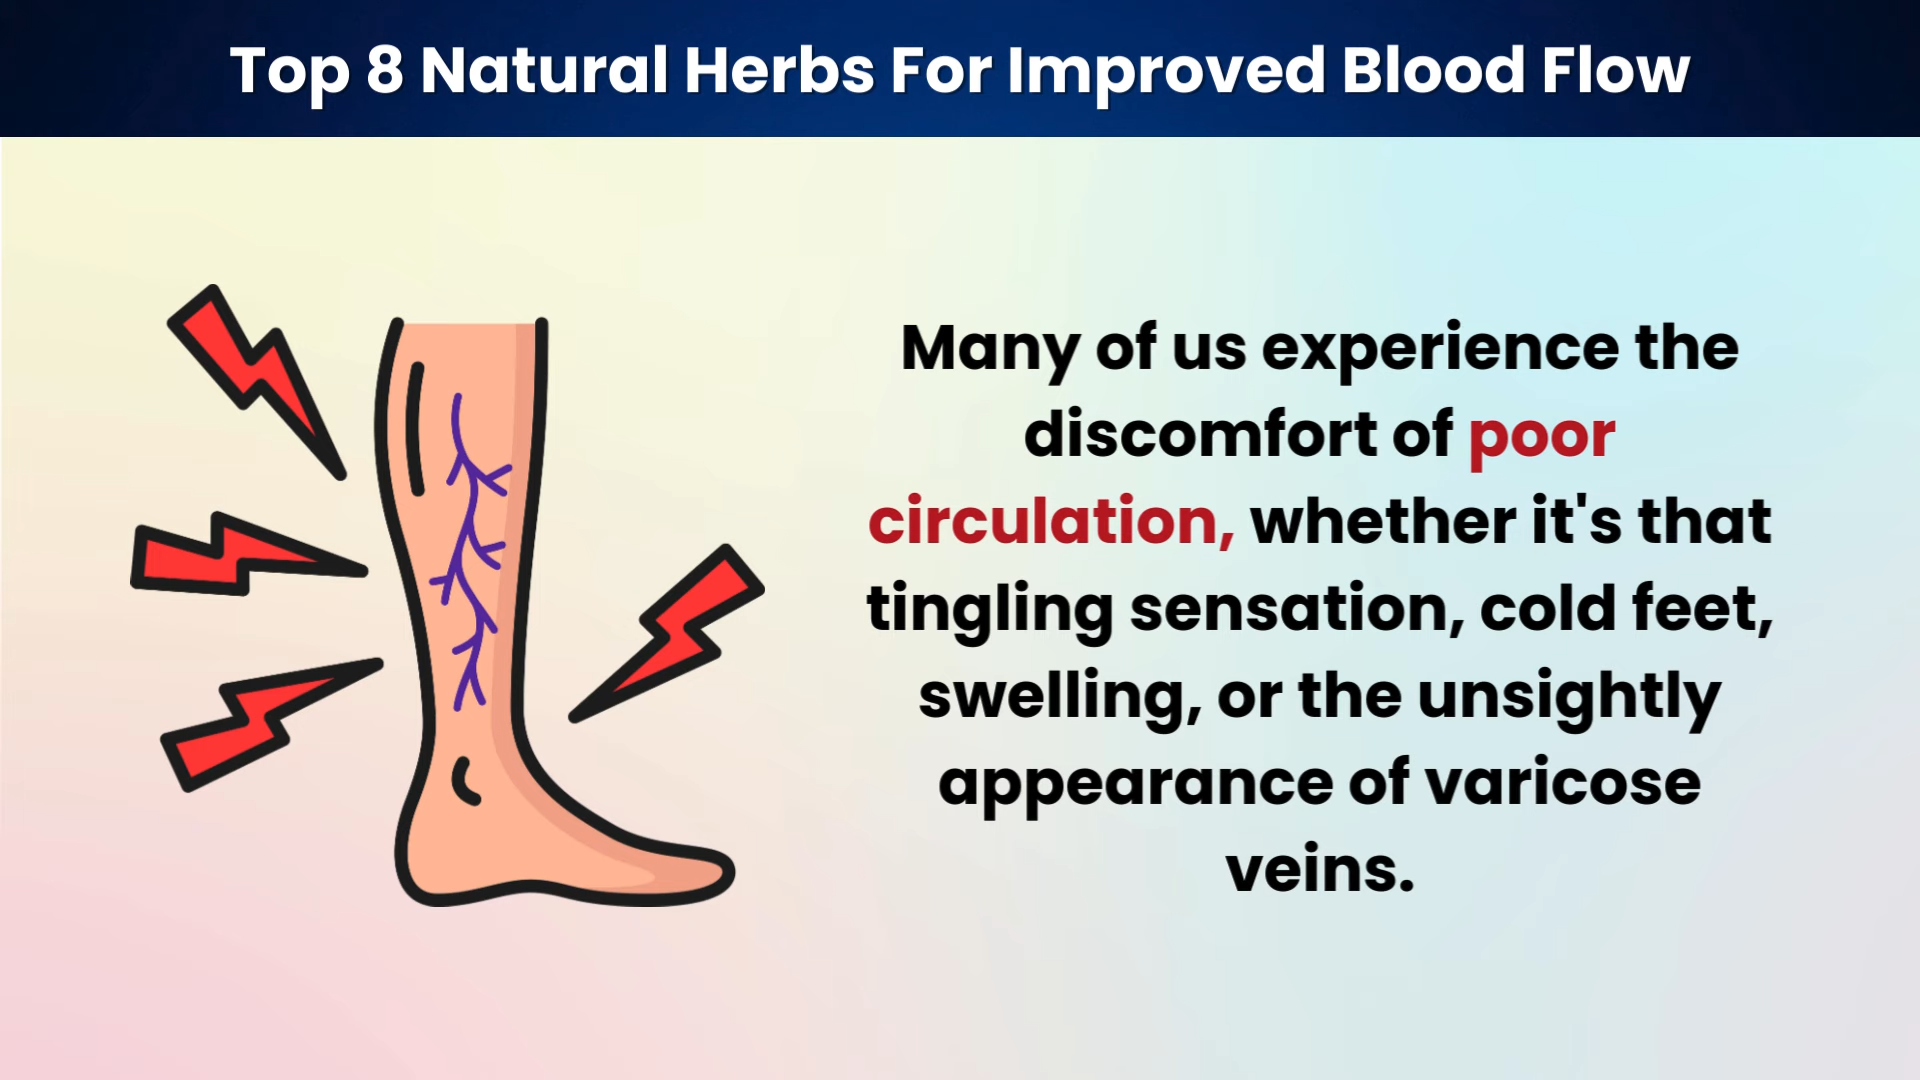 Top 8 Natural Herbs For Improved Blood Flow
Many of us experience the
discomfort of poor
circulation, whether it's that
tingling sensation, cold feet,
swelling, or the unsightly
appearance of varicose
veins.